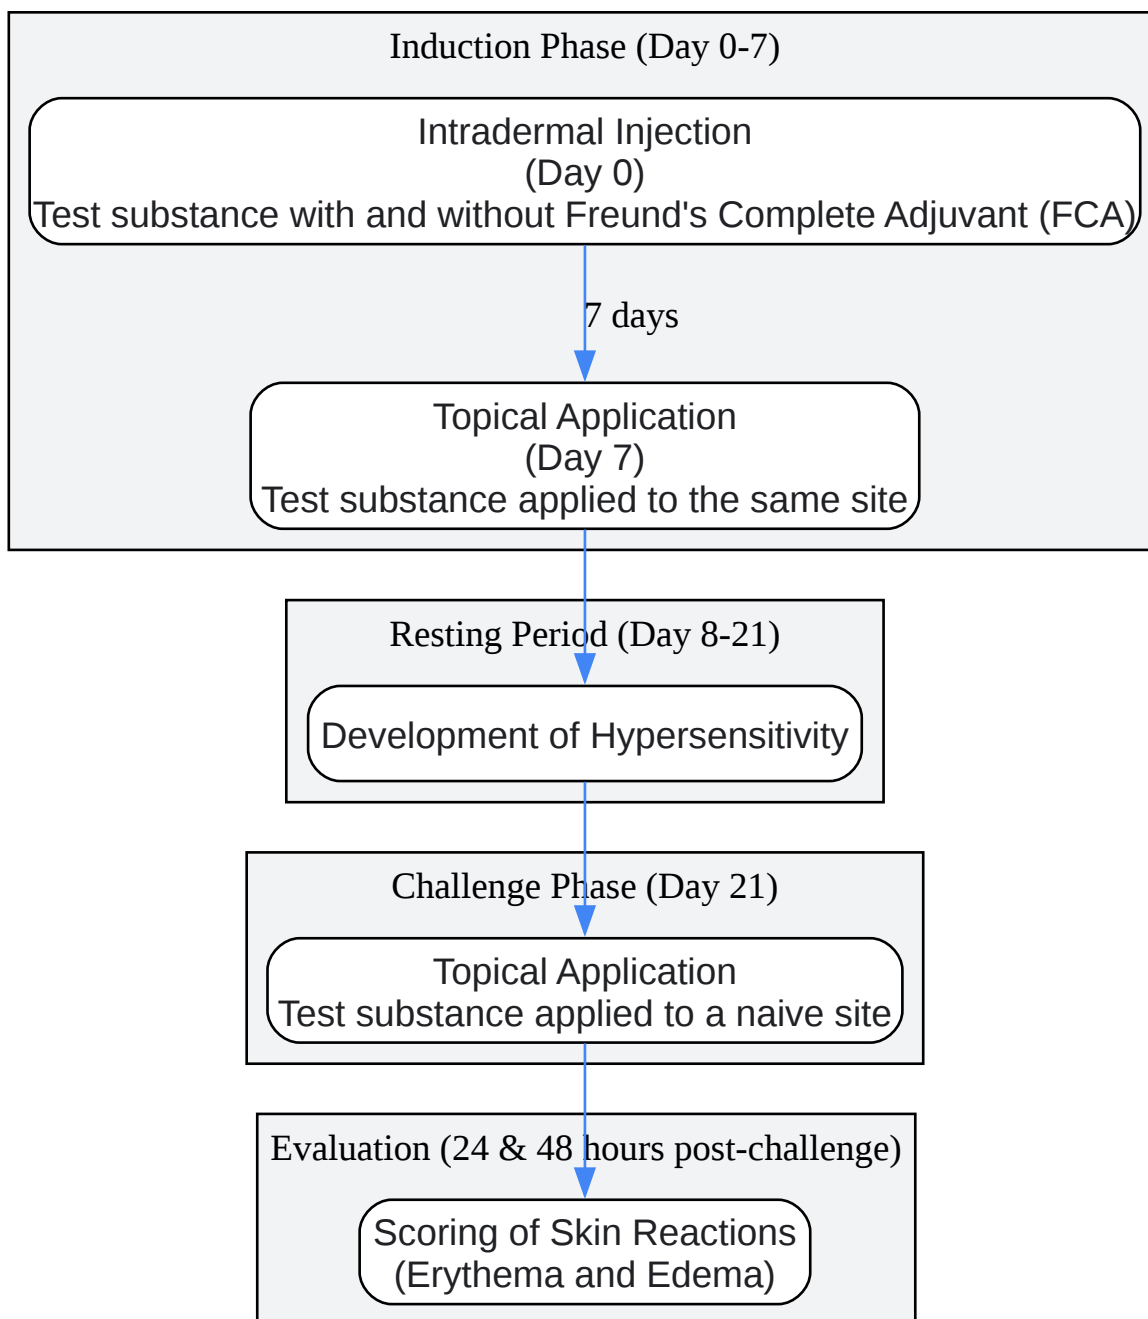 Induction Phase (Day 0-7)
Intradermal Injection
(Day 0)
Test substance with and without Freund's Complete Adjuvant (FCA)
7 days
Topical Application
(Day 7)
Test substance applied to the same site
Resting Period (Day 8-21)
Development of Hypersensitivity
Challenge Phase (Day 21)
Topical Application
Test substance applied to a naive site
Evaluation (24 & 48 hours post-challenge)
Scoring of Skin Reactions
(Erythema and Edema)